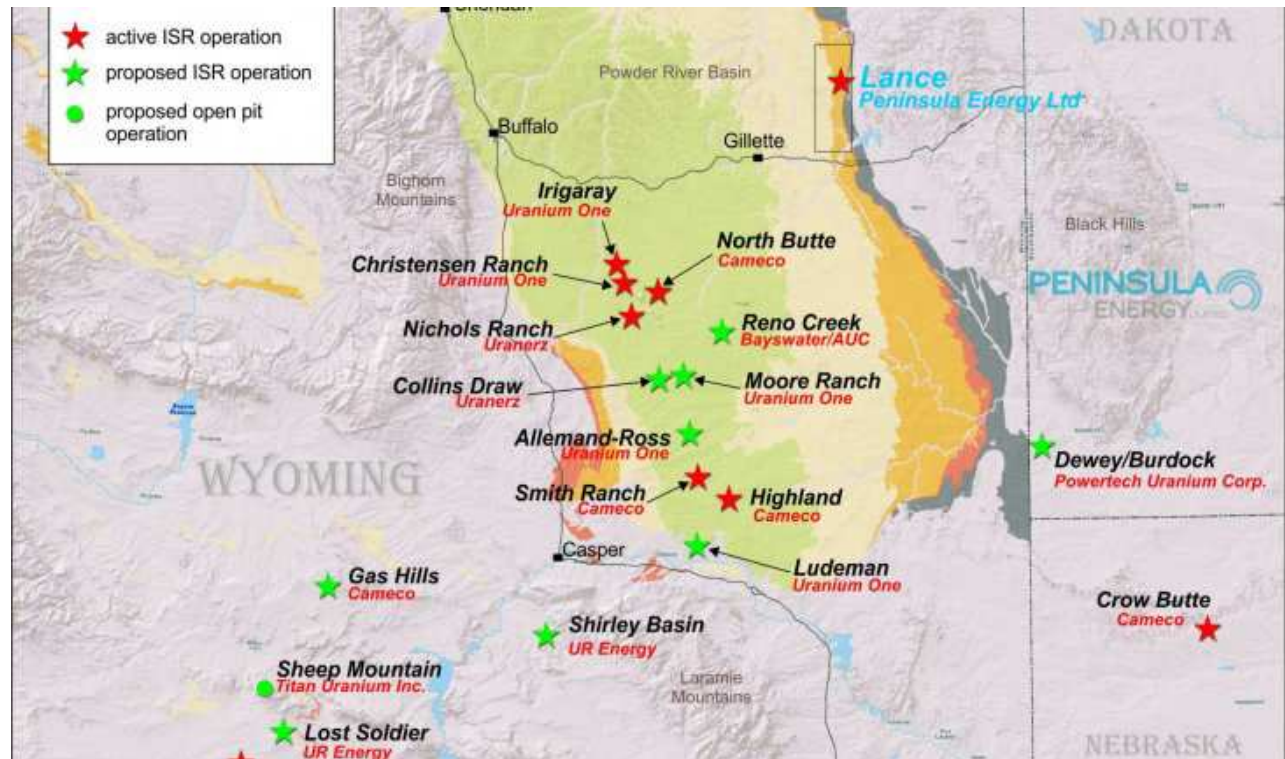 active ISR operation
proposed ISR operation
proposed open pit
operation
Powder River Basin
DAKOTA
Lance
Peninsula Energy Ltd
Buffalo
Gillette
Bighorn
Mountains
Irigaray
Uranium One
Black Hills
North Butte
Cameco
Christensen Ranch
Uranium One
PENINSULA
ENERGY
Nichols Ranch
Uranerz
Reno Creek
Bayswater/AUC
Collins Draw
Uranerz
Moore Ranch
Uranium One
Allemand-Ross
Uranium One
WYOMING
Dewey/Burdock
Powertech Uranium Corp.
Smith Ranch
Cameco
Highland
Cameco
Casper
Ludeman
Uranium One
Gas Hills
Cameco
Crow Butte
Cameco
Shirley Basin
UR Energy
Sheep Mountain
Titan Uranium Inc.
Laramie
Mountains
Lost Soldier
UR Energy
NEBRASKA